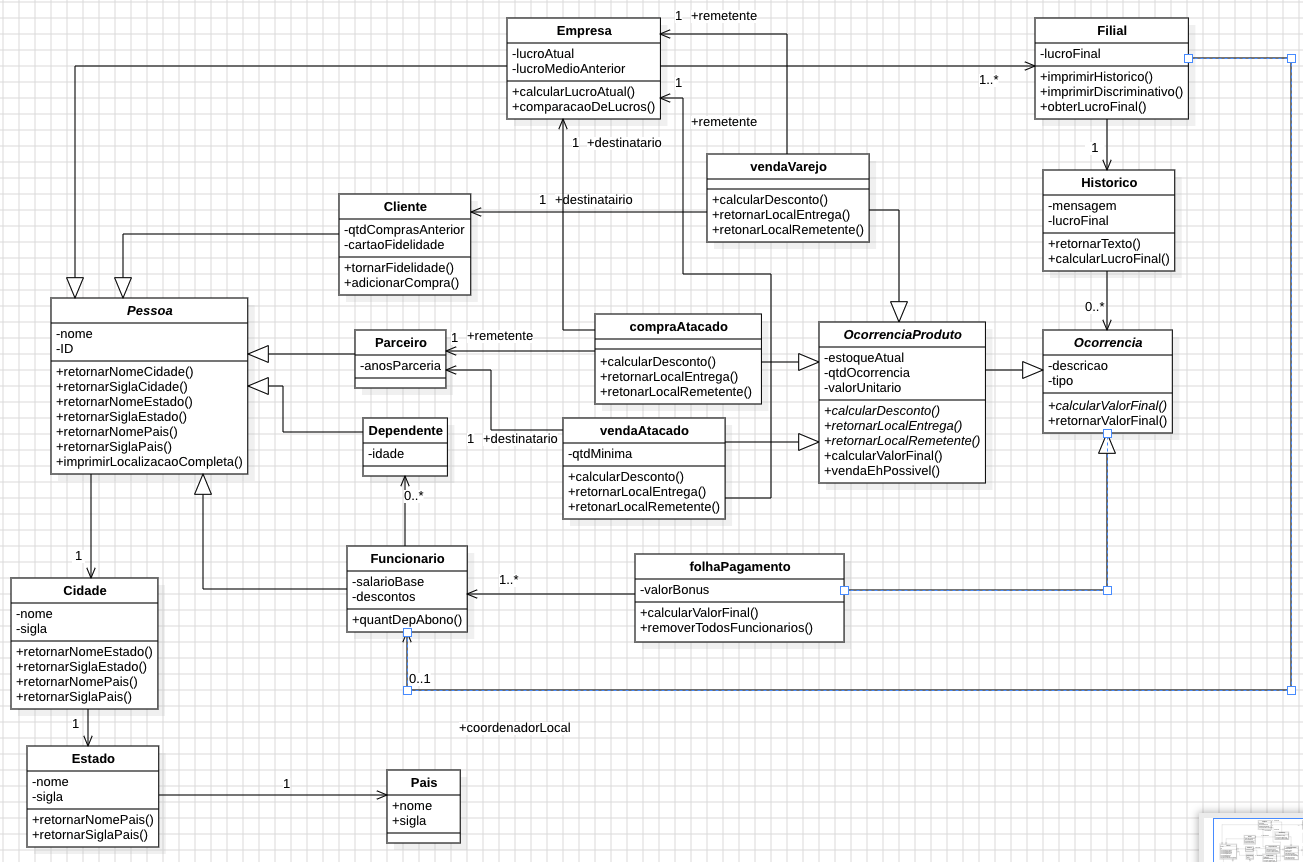 Empresa
-lucroAtual
-lucroMedioAnterior
+calcularLucroAtual()
+comparacaoDeLucros()
1 +remetente
1
+remetente
1 +destinatario
Filial
-lucroFinal
+imprimirHistorico()
+imprimirDiscriminativo()
+obterLucroFinal()
1..*
1
vendaVarejo
+calcularDesconto()
+retornarLocalEntrega()
+retonarLocalRemetente()
Historico
-mensagem
-lucroFinal
+retornarTexto()
+calcularLucroFinal()
0..*
Cliente
-qtdComprasAnterior
-cartaoFidelidade
+tornarFidelidade()
+adicionarCompra()
1 +destinatairio
Pessoa
-nome
-ID
+retornarNomeCidade()
+retornarSiglaCidade()
+retornarNomeEstado()
+retornarSiglaEstado()
+retornarNomePais()
+retornarSiglaPais()
+imprimirLocalizacaoCompleta()
Parceiro
-anosParceria
1 +remetente
compraAtacado
+calcularDesconto()
+retornarLocalEntrega()
+retonarLocalRemetente()
OcorrenciaProduto
-estoqueAtual
-qtdOcorrencia
-valorUnitario
+calcularDesconto()
+retornarLocalEntrega()
+retornarLocalRemetente()
+calcularValorFinal()
+vendaEhPossivel()
Ocorrencia
-descricao
-tipo
+calcularValorFinal()
+retornarValorFinal()
Dependente
-idade
0..*
1 +destinatario
vendaAtacado
-qtdMinima
+calcularDesconto()
+retornarLocalEntrega()
+retonarLocalRemetente()
1
Funcionario
-salarioBase
-descontos
+quantDepAbono()
1..*
folhaPagamento
-valorBonus
+calcularValorFinal()
+removerTodosFuncionarios()
0..1
+coordenadorLocal
Cidade
-nome
-sigla
+retornarNomeEstado()
+retornarSiglaEstado()
+retornarNomePais()
+retornarSiglaPais()
1
Estado
-nome
-sigla
+retornarNomePais()
+retornarSiglaPais()
1
Pais
+nome
+sigla